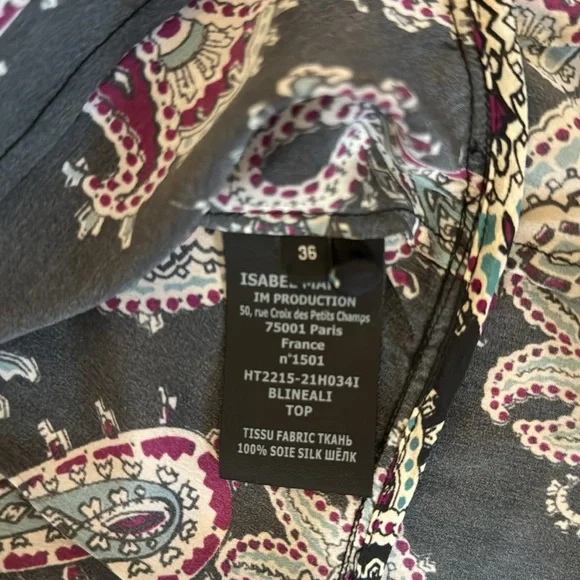 36
ISABEL
IM PRODUCTION
50, rue Croix des Petits Champs
75001 Paris
France
n°1501
HT2215-21H034I
BLINEALI
TOP
TISSU FABRIC ТКАНЬ
100% SOIE SILK ШЁЛК